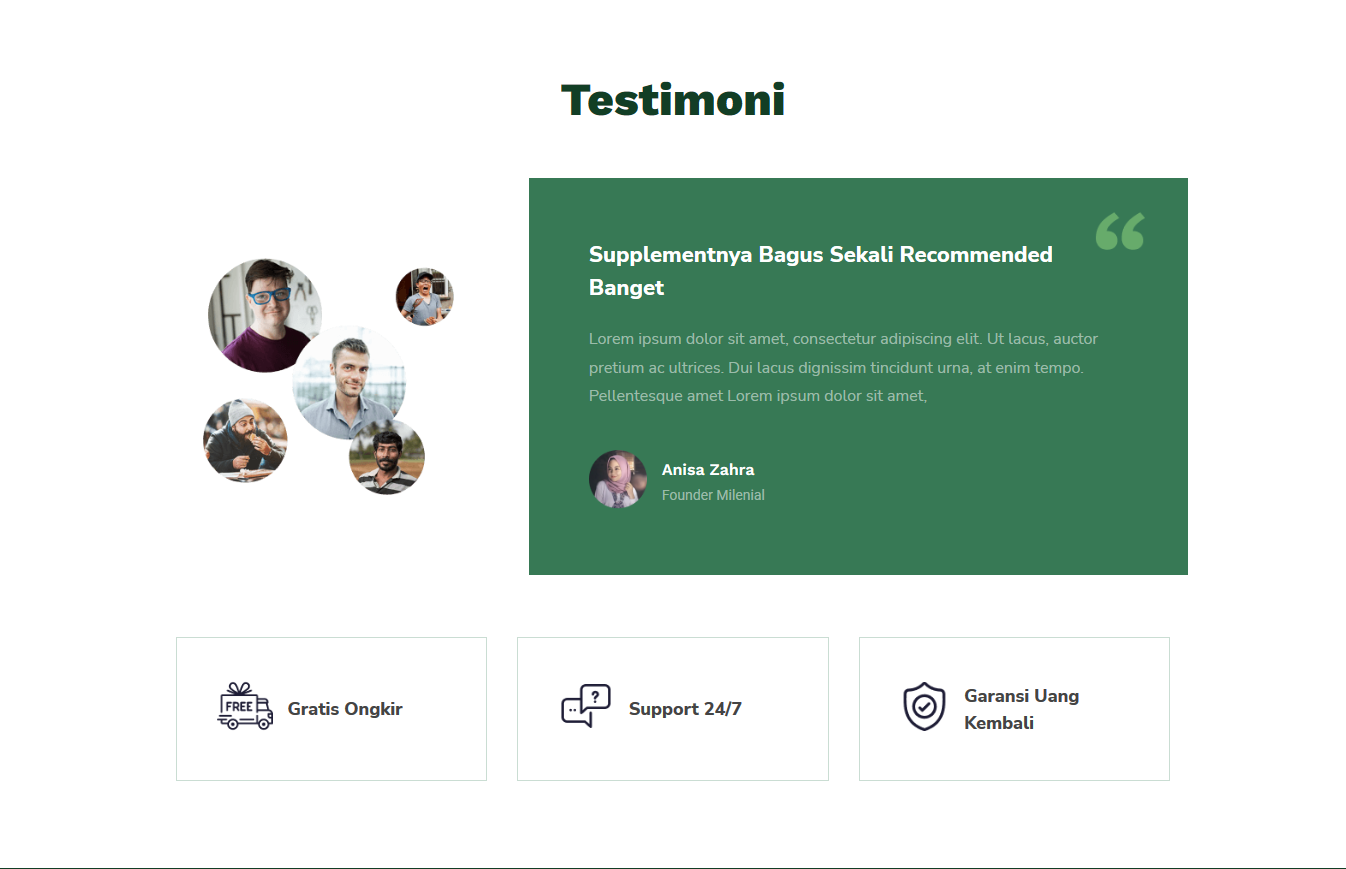 Testimoni
Supplementnya Bagus Sekali Recommended
Banget
Lorem ipsum dolor sit amet, consectetur adipiscing elit. Ut lacus, auctor
pretium ac ultrices. Dui lacus dignissim tincidunt urna, at enim tempo.
Pellentesque amet Lorem ipsum dolor sit amet,
Anisa Zahra
Founder Milenial
FREE
Gratis Ongkir
?
Support 24/7
Garansi Uang
Kembali